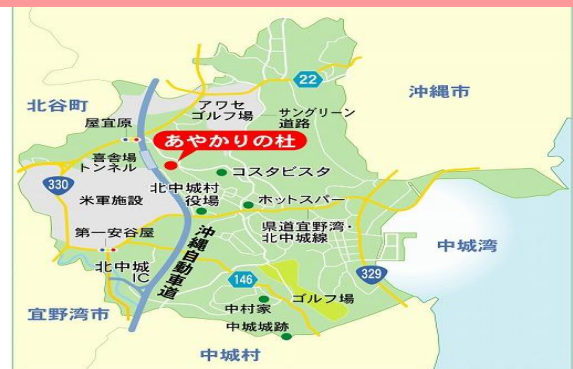 22
沖縄市
北谷町
アワセ
ゴルフ場
サングリーン
道路
屋宜原
あやかりの杜
喜舎場
トンネル
コスタビスタ
330
北中城村
役場
米軍施設
ホットスパー
第一安谷屋
県道宜野湾・
北中城線
中城湾
沖縄自動車道
北中城
IC
329
146
ゴルフ場
中村家
宜野湾市
中城城跡
中城村